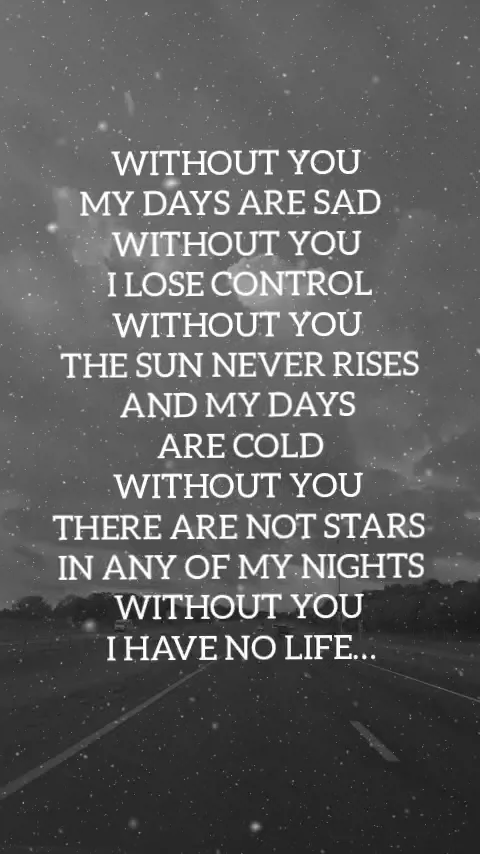 WITHOUT YOU
MY DAYS ARE SAD
WITHOUT YOU
I LOSE CONTROL
WITHOUT YOU
THE SUN NEVER RISES
AND MY DAYS
ARE COLD
WITHOUT YOU
THERE ARE NOT STARS
IN ANY OF MY NIGHTS
WITHOUT YOU
I HAVE NO LIFE...